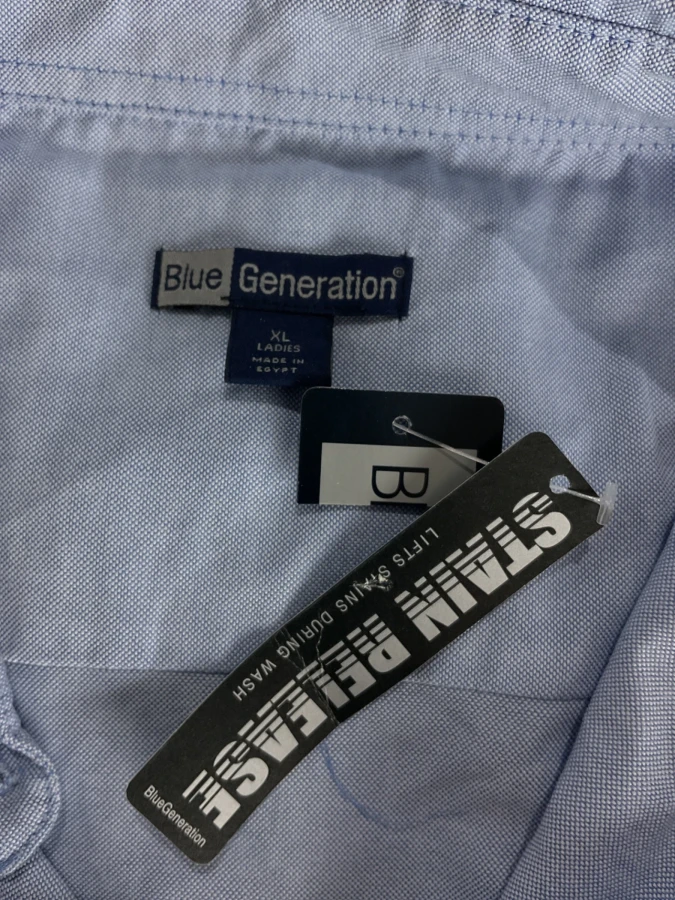 Blue Generation®
XL
LADIES
MADE IN
EGYPT
STAIN RELEASE
LIFTS STAINS DURING WASH
BlueGeneration